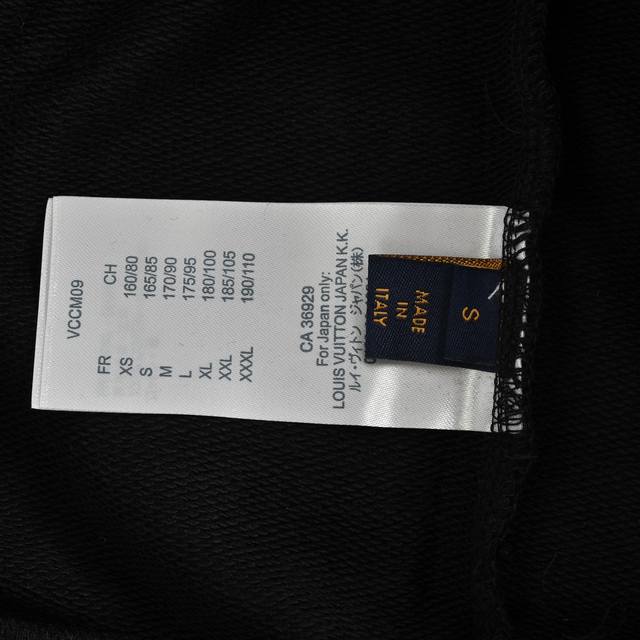 VCCM09
FR CH
XS 160/80
S 165/85
M 170/90
L 175/95
XL 180/100
XXL 185/105
XXXL 190/110
CA 36929
For Japan only:
LOUIS VUITTON JAPAN K.K.
ルイ・ヴィトン ジャパン(株)
MADE
IN
ITALY
S